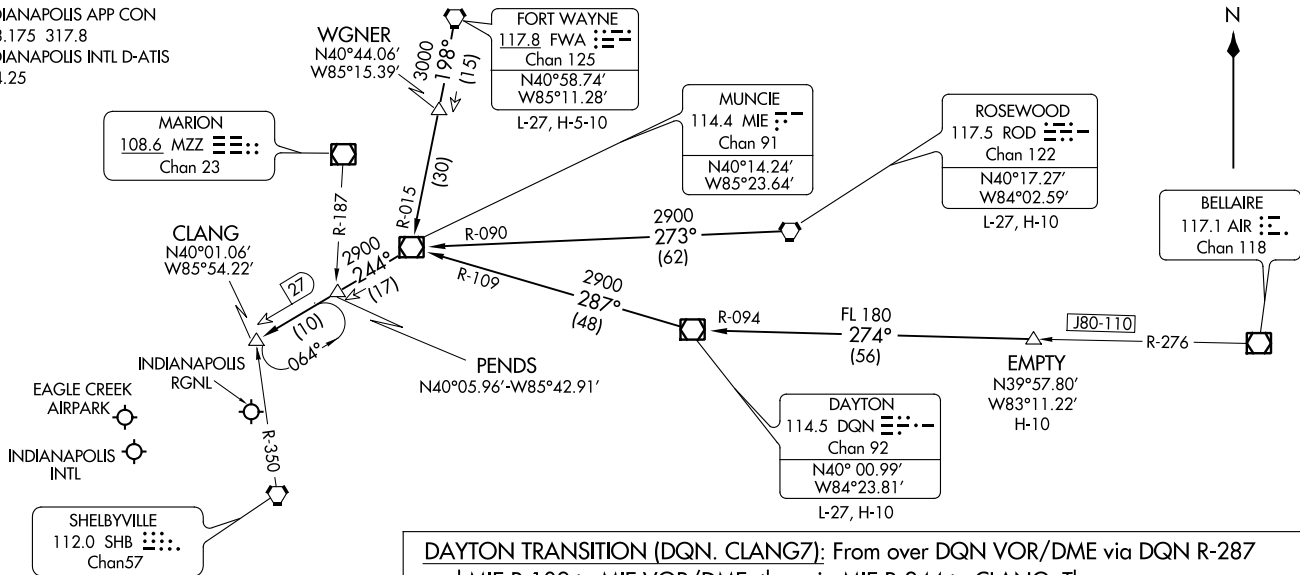 DIANAPOLIS APP CON
.175 317.8
DIANAPOLIS INTL D-ATIS
.25
WGNER
N40°44.06’
W85°15.39’
3000
198°
(15)
FORT WAYNE
117.8 FWA
Chan 125
N40°58.74’
W85°11.28’
L-27, H-5-10
N
MARION
108.6 MZZ
Chan 23
MUNCIE
114.4 MIE
Chan 91
N40°14.24’
W85°23.64’
ROSEWOOD
117.5 ROD
Chan 122
N40°17.27’
W84°02.59’
L-27, H-10
BELLAIRE
117.1 AIR
Chan 118
(30)
R-015
R-187
CLANG
N40°01.06’
W85°54.22’
R-090
2900
273°
(62)
2900
244°
(17)
R-109
2900
287°
(48)
27
(10)
064°
R-094
FL 180
274°
(56)
J80-110
R-276
PENDS
N40°05.96’-W85°42.91’
EMPTY
N39°57.80’
W83°11.22’
H-10
INDIANAPOLIS
RGNL
EAGLE CREEK
AIRPARK
INDIANAPOLIS
INTL
R-350
DAYTON
114.5 DQN
Chan 92
N40° 00.99’
W84°23.81’
L-27, H-10
SHELBYVILLE
112.0 SHB
Chan57
DAYTON TRANSITION (DQN. CLANG7): From over DQN VOR/DME via DQN R-287